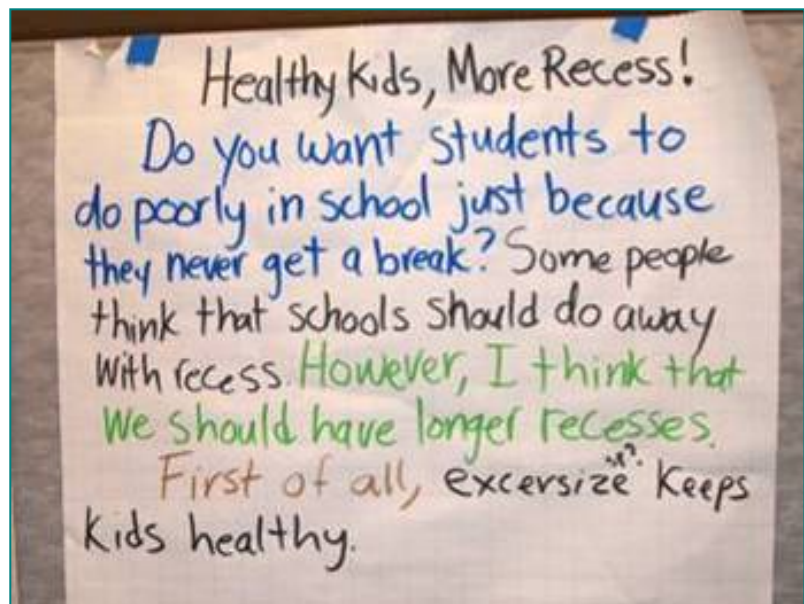 Healthy Kids, More Recess!
Do you want students to
do poorly in school just because
they never get a break? Some people
think that schools should do away
with recess. However, I think that
we should have longer recesses.
First of all, excersize keeps
kids healthy.